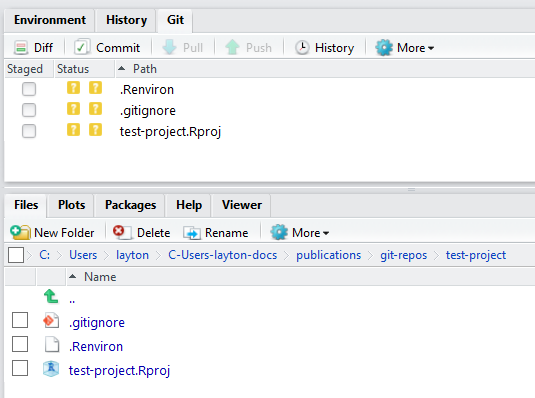 Environment History Git
Diff Commit Pull Push History More
Staged Status Path
? ? .Renviron
? ? .gitignore
? ? test-project.Rproj
Files Plots Packages Help Viewer
New Folder Delete Rename More
C: Users layton C-Users-layton-docs publications git-repos test-project
Name
..
.gitignore
.Renviron
test-project.Rproj